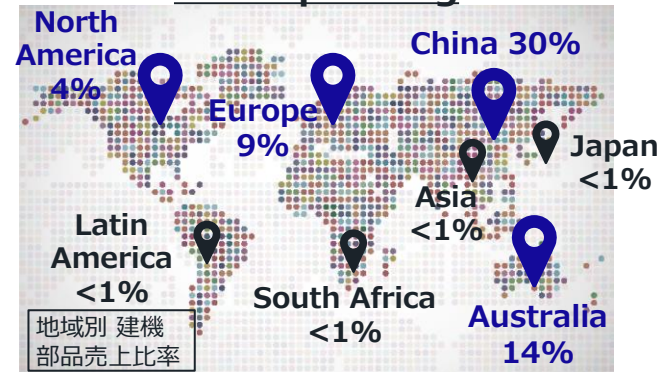 North
America
4%
Europe
9%
China 30%
Japan
<1%
Asia
<1%
Latin
America
<1%
South Africa
<1%
Australia
14%
地域別 建機
部品売上比率